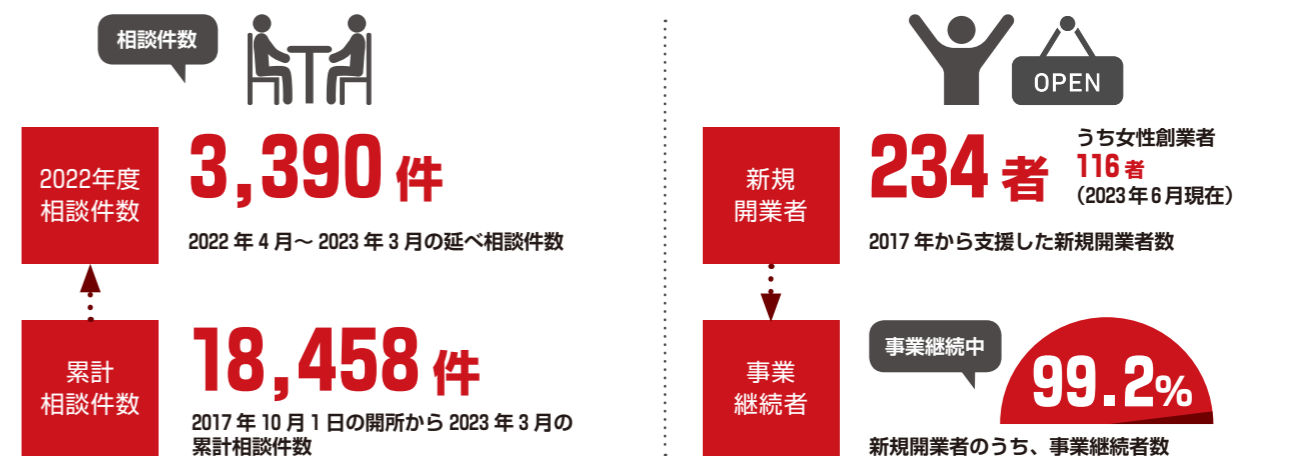 相談件数
2022年度
相談件数
3,390 件
2022 年 4 月～ 2023 年 3 月の延べ相談件数
累計
相談件数
18,458 件
2017 年 10 月 1 日の開所から 2023 年 3 月の
累計相談件数
OPEN
新規
開業者
234 者
うち女性創業者
116 者
（2023 年 6 月現在）
2017 年から支援した新規開業者数
事業
継続者
事業継続中
99.2%
新規開業者のうち、事業継続者数